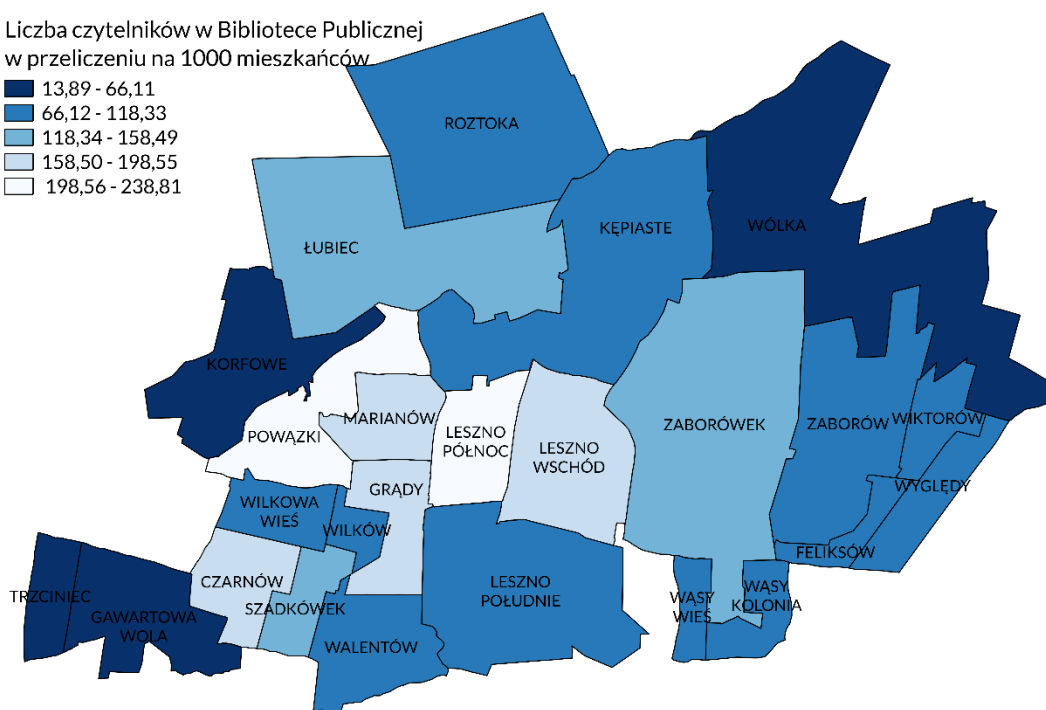 Liczba czytelników w Bibliotece Publicznej
w przeliczeniu na 1000 mieszkańców
13,89 - 66,11
66,12 - 118,33
118,34 - 158,49
158,50 - 198,55
198,56 - 238,81
ROZTOKA
KĘPIASTE
WÓLKA
ŁUBIEC
KORFOWE
MARIANÓW
POWĄZKI
LESZNO
PÓŁNOC
LESZNO
WSCHÓD
ZABORÓWEK
ZABORÓW
WIKTORÓW
GRĄDY
WYGLĘDY
WILKOWA
WIEŚ
WILKÓW
FELIKSÓW
CZARNÓW
SZADKÓWEK
LESZNO
POŁUDNIE
WĄSY
WIEŚ
WĄSY
KOLONIA
TRZCINIEC
GAWARTOWA
WOLA
WALENTÓW